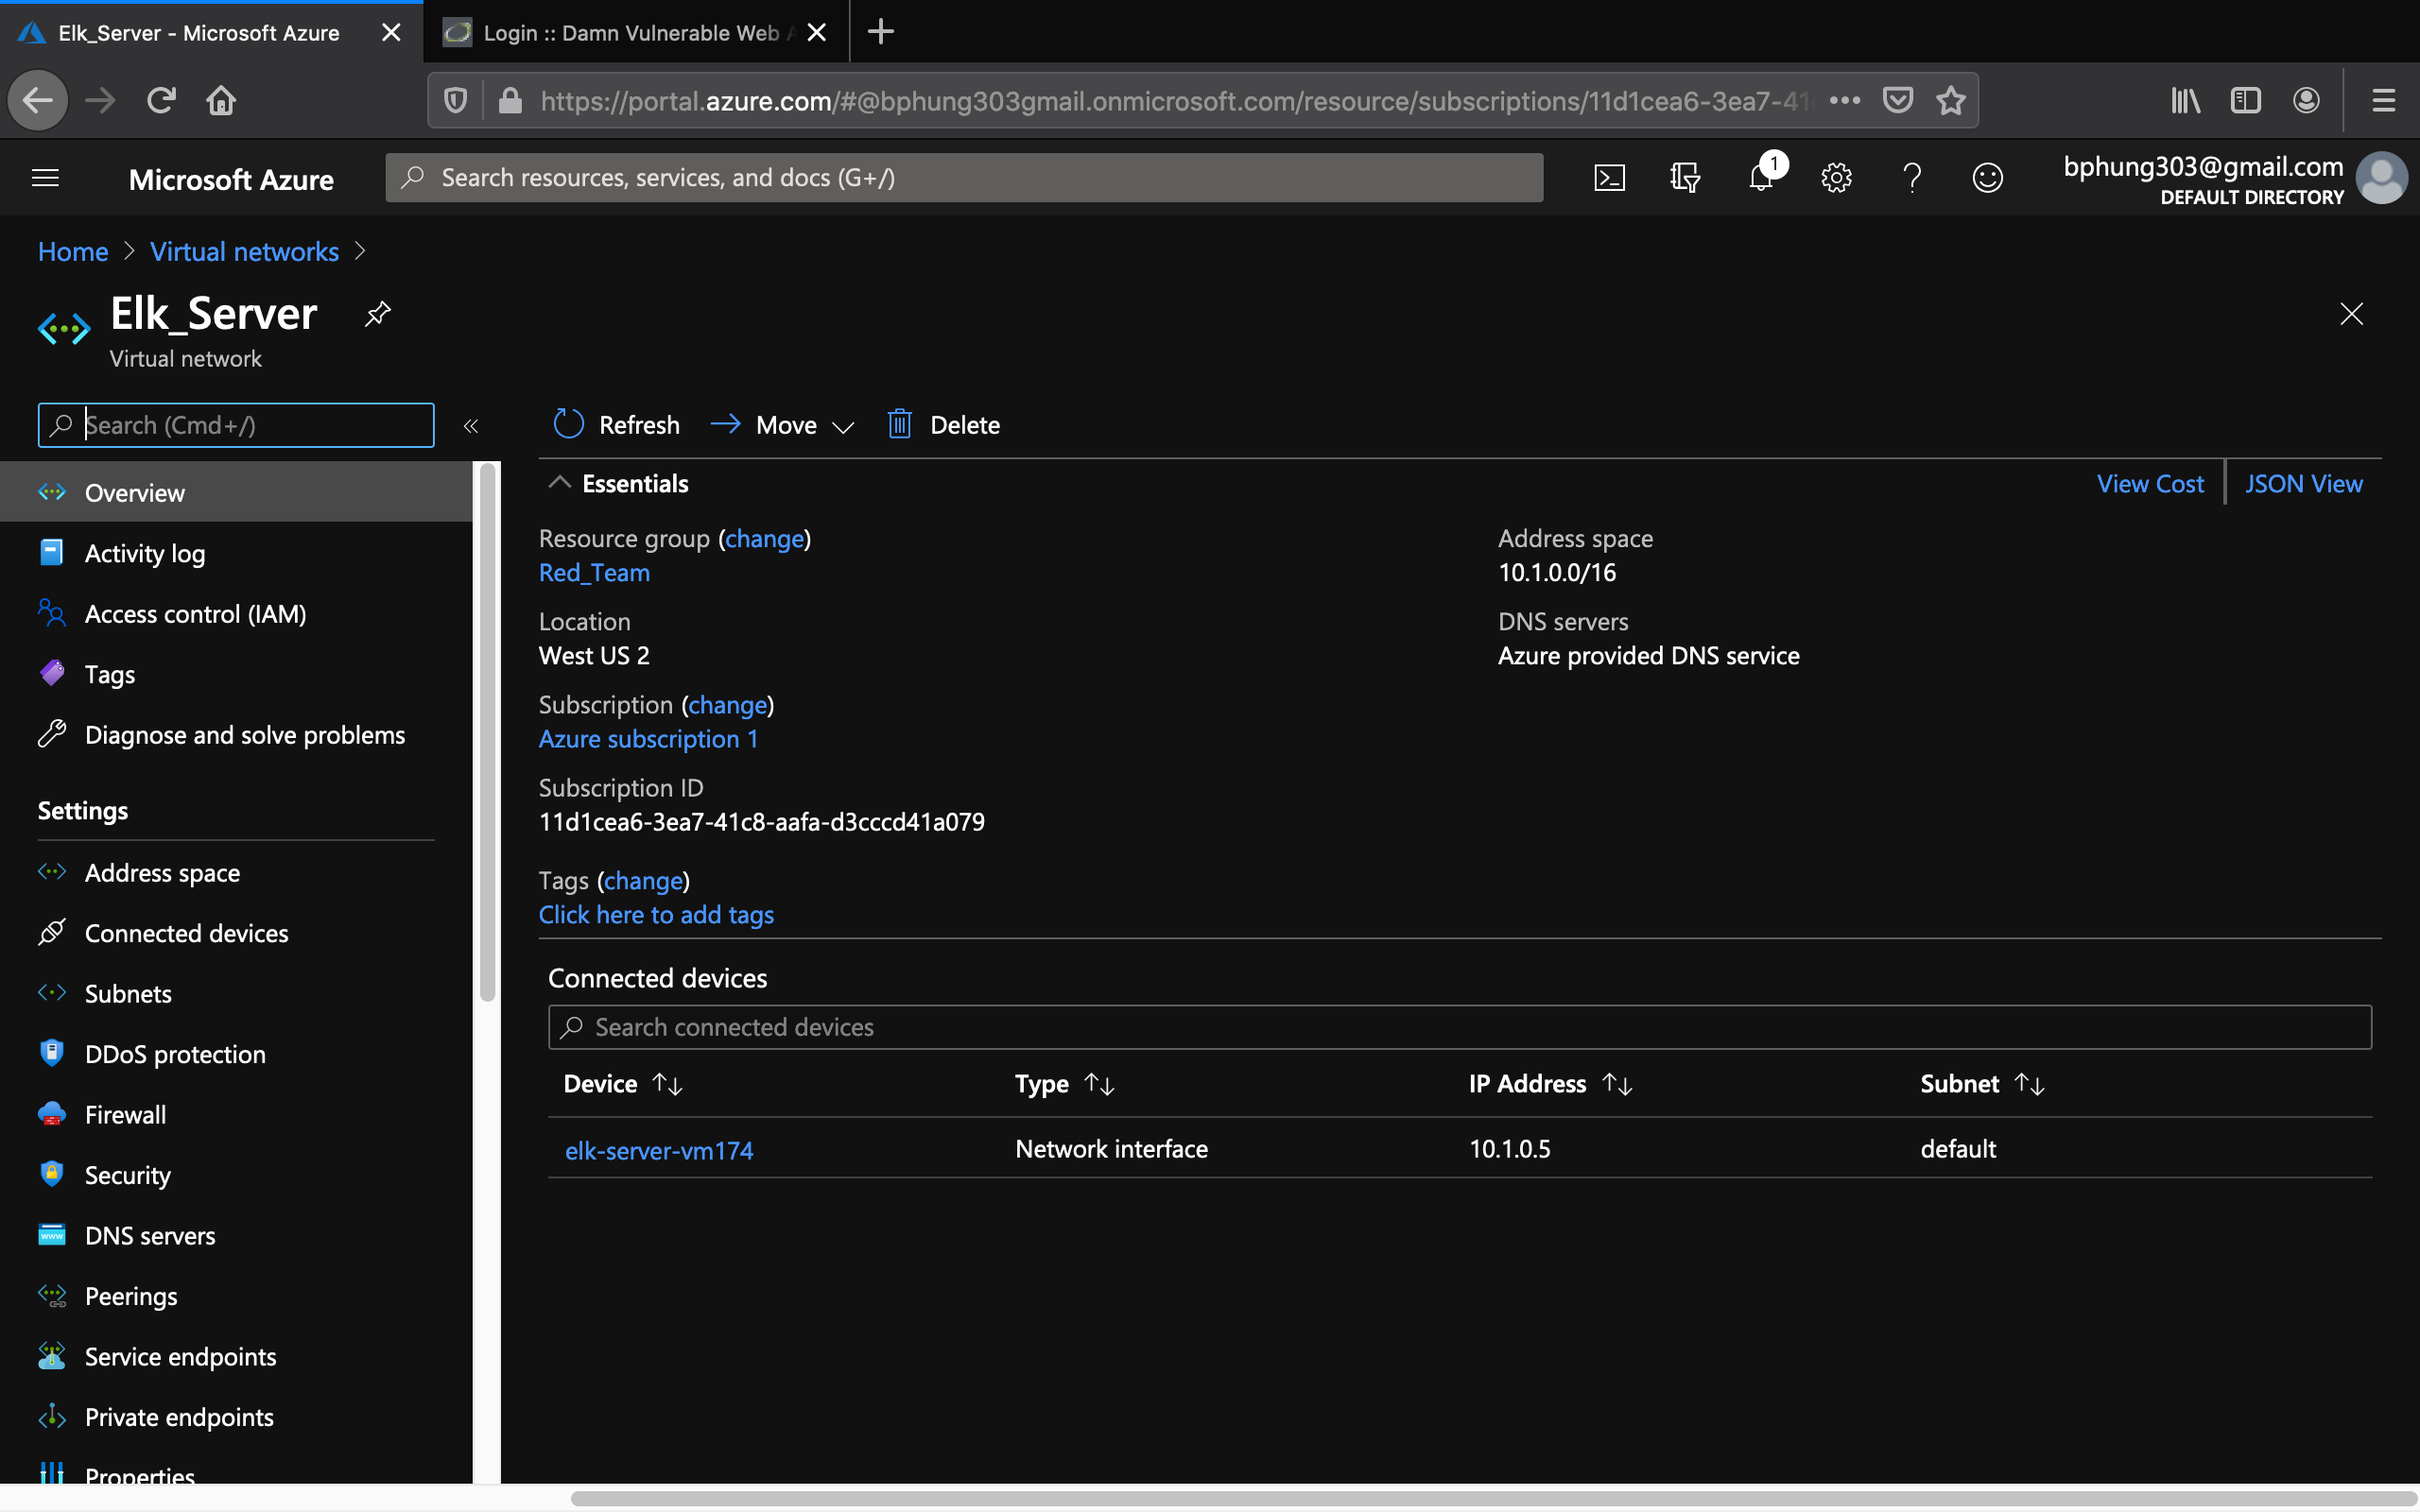 Elk_Server - Microsoft Azure
Login :: Damn Vulnerable Web A
https://portal.azure.com/#@bphung303gmail.onmicrosoft.com/resource/subscriptions/11d1cea6-3ea7-41
Microsoft Azure
Search resources, services, and docs (G+/)
1
bphung303@gmail.com
DEFAULT DIRECTORY
Home > Virtual networks >
Elk_Server
Virtual network
Search (Cmd+/)
«
Refresh
Move
Delete
Overview
Activity log
Access control (IAM)
Tags
Diagnose and solve problems
Settings
Address space
Connected devices
Subnets
DDoS protection
Firewall
Security
DNS servers
Peerings
Service endpoints
Private endpoints
Properties
Essentials
View Cost
JSON View
Resource group (change)
Red_Team
Location
West US 2
Subscription (change)
Azure subscription 1
Subscription ID
11d1cea6-3ea7-41c8-aafa-d3cccd41a079
Tags (change)
Click here to add tags
Address space
10.1.0.0/16
DNS servers
Azure provided DNS service
Connected devices
Search connected devices
Device ↑↓ Type ↑↓ IP Address ↑↓ Subnet ↑↓
elk-server-vm174 Network interface 10.1.0.5 default